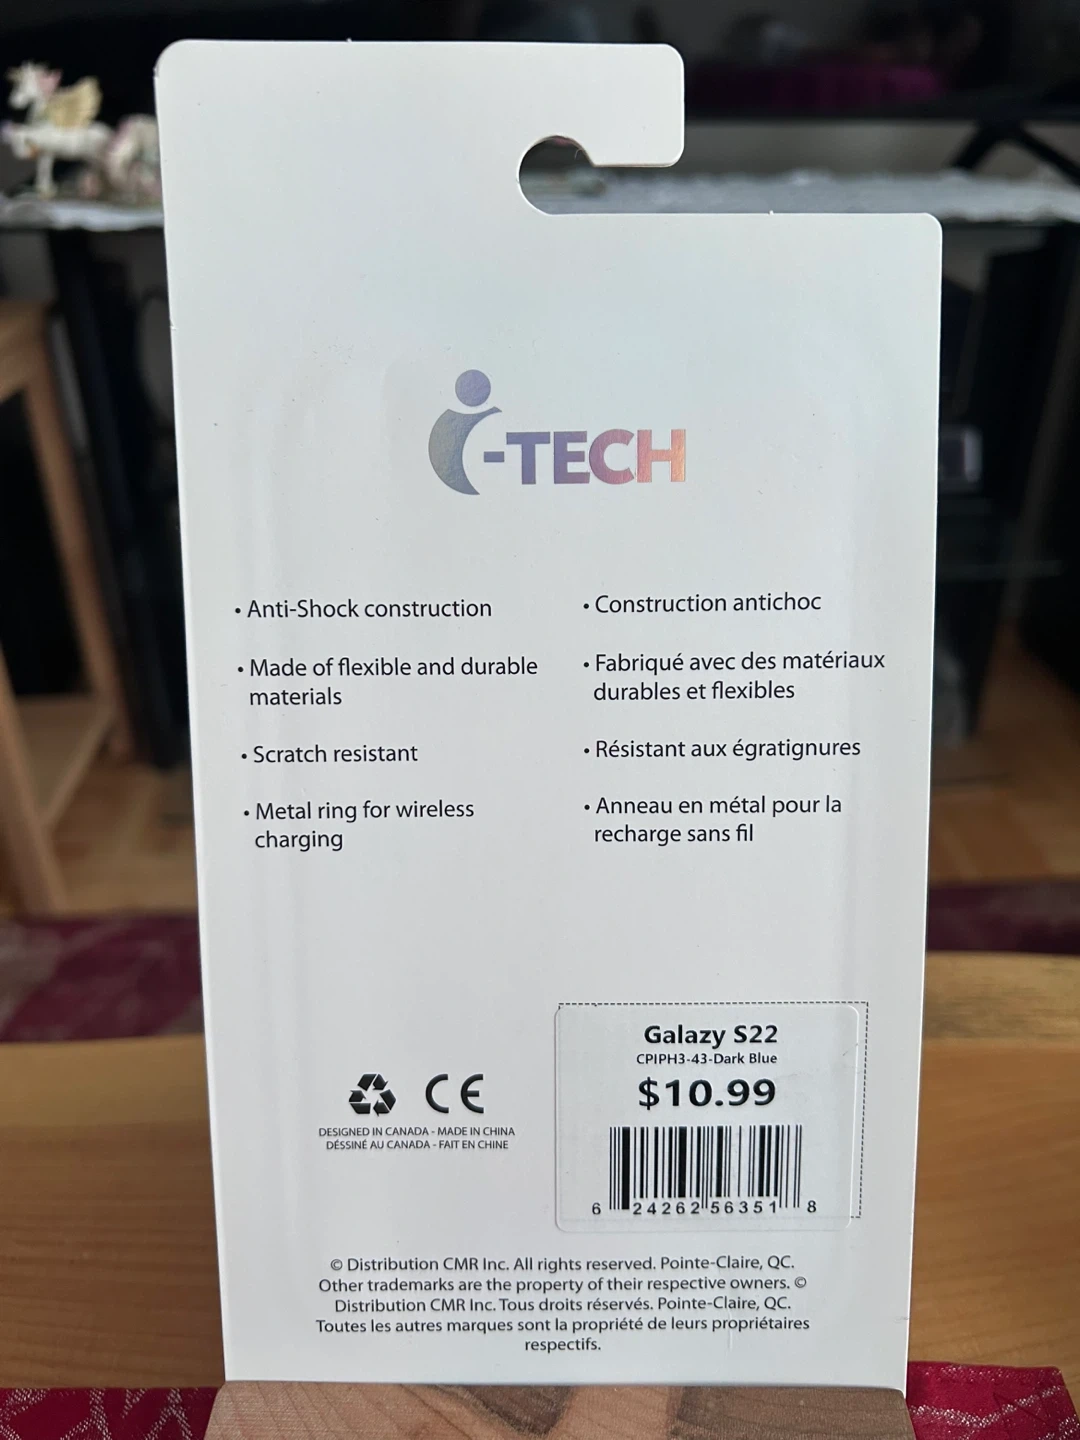 i-TECH
• Anti-Shock construction
• Made of flexible and durable
materials
• Scratch resistant
• Metal ring for wireless
charging
• Construction antichoc
• Fabriqué avec des matériaux
durables et flexibles
• Résistant aux égratignures
• Anneau en métal pour la
recharge sans fil
CE
DESIGNED IN CANADA - MADE IN CHINA
DÉSSINÉ AU CANADA - FAIT EN CHINE
Galazy S22
CPIPH3-43-Dark Blue
$10.99
6 24262 56351 8
© Distribution CMR Inc. All rights reserved. Pointe-Claire, QC.
Other trademarks are the property of their respective owners. ©
Distribution CMR Inc. Tous droits réservés. Pointe-Claire, QC.
Toutes les autres marques sont la propriété de leurs propriétaires
respectifs.